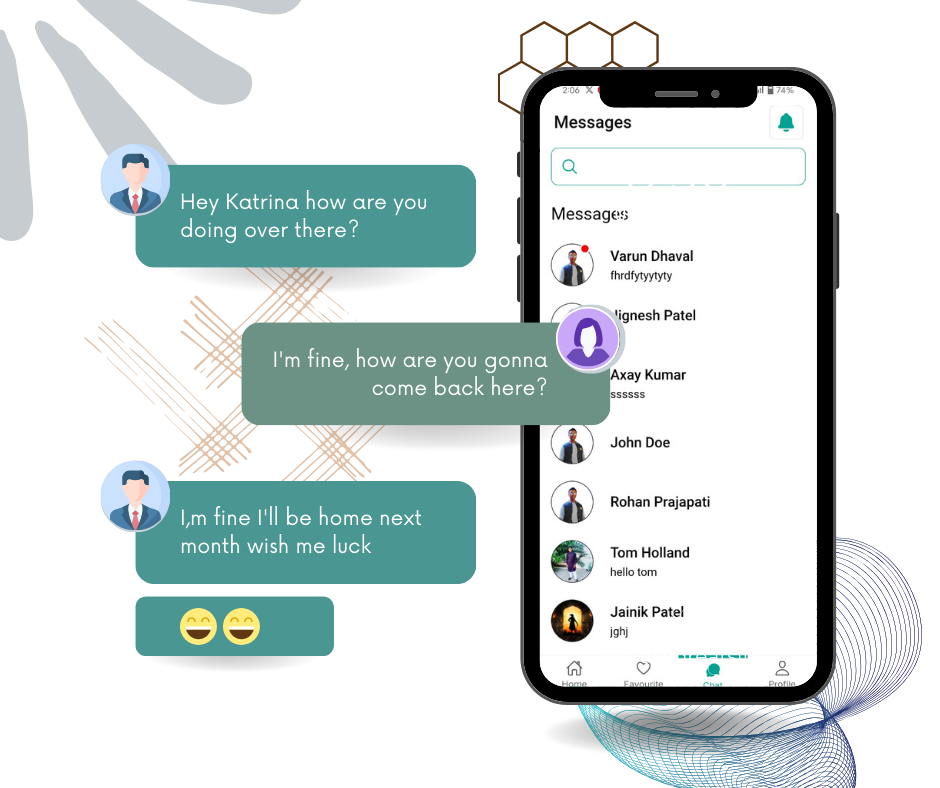 Hey Katrina how are you
doing over there?
I'm fine, how are you gonna
come back here?
I,m fine I'll be home next
month wish me luck
2:06
74%
Messages
Messages
Varun Dhaval
fhrdfytyytyty
Jignesh Patel
Axay Kumar
ssssss
John Doe
Rohan Prajapati
Tom Holland
hello tom
Jainik Patel
jghj
Home
Favourite
Chat
Profile